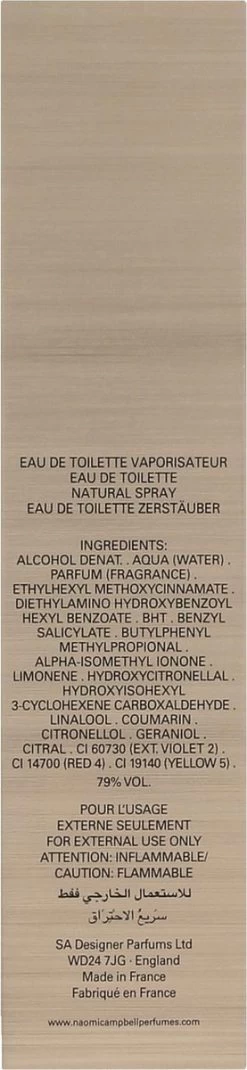 EAU DE TOILETTE VAPORISATEUR
EAU DE TOILETTE
NATURAL SPRAY
EAU DE TOILETTE ZERSTÄUBER
INGREDIENTS:
ALCOHOL DENAT. . AQUA (WATER) .
PARFUM (FRAGRANCE) .
ETHYLHEXYL METHOXYCINNAMATE .
DIETHYLAMINO HYDROXYBENZOYL
HEXYL BENZOATE . BHT . BENZYL
SALICYLATE . BUTYLPHENYL
METHYLPROPIONAL .
ALPHA-ISOMETHYL IONONE .
LIMONENE . HYDROXYCITRONELLAL .
HYDROXYISOHEXYL
3-CYCLOHEXENE CARBOXALDEHYDE .
LINALOOL . COUMARIN .
CITRONELLOL . GERANIOL .
CITRAL . CI 60730 (EXT. VIOLET 2) .
CI 14700 (RED 4) . CI 19140 (YELLOW 5) .
79% VOL.
POUR L'USAGE
EXTERNE SEULEMENT
FOR EXTERNAL USE ONLY
ATTENTION: INFLAMMABLE/
CAUTION: FLAMMABLE
للاستعمال الخارجي فقط
سريع الاحتراق
SA Designer Parfums Ltd
WD24 7JG · England
Made in France
Fabriqué en France
www.naomicampbellperfumes.com